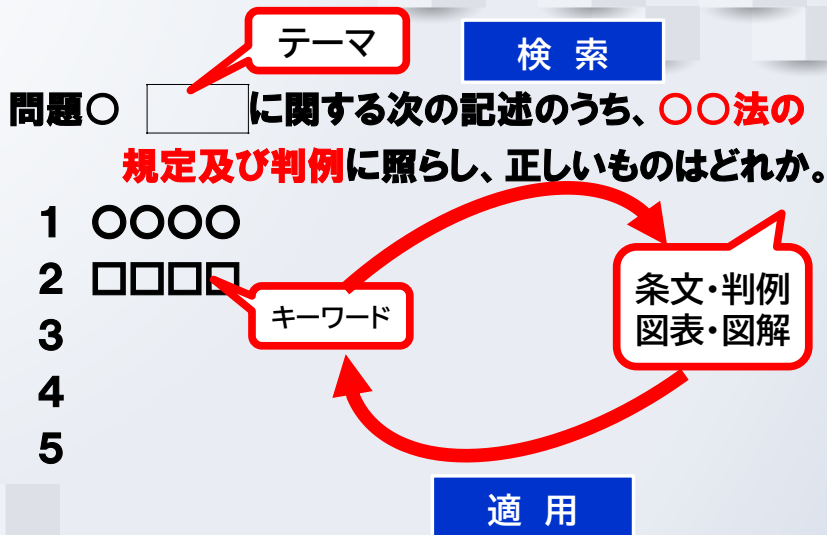 テーマ
検 索
問題○ に関する次の記述のうち、○○法の
規定及び判例に照らし、正しいものはどれか。
1 ○○○○
2 □□□□
キーワード
条文・判例
図表・図解
3
4
5
適 用